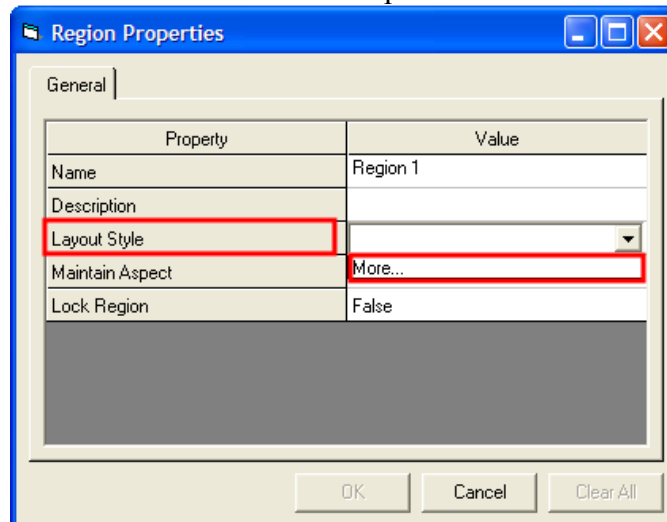 Region Properties
General
Property Value
Name Region 1
Description
Layout Style
Maintain Aspect More...
Lock Region False
OK Cancel Clear All